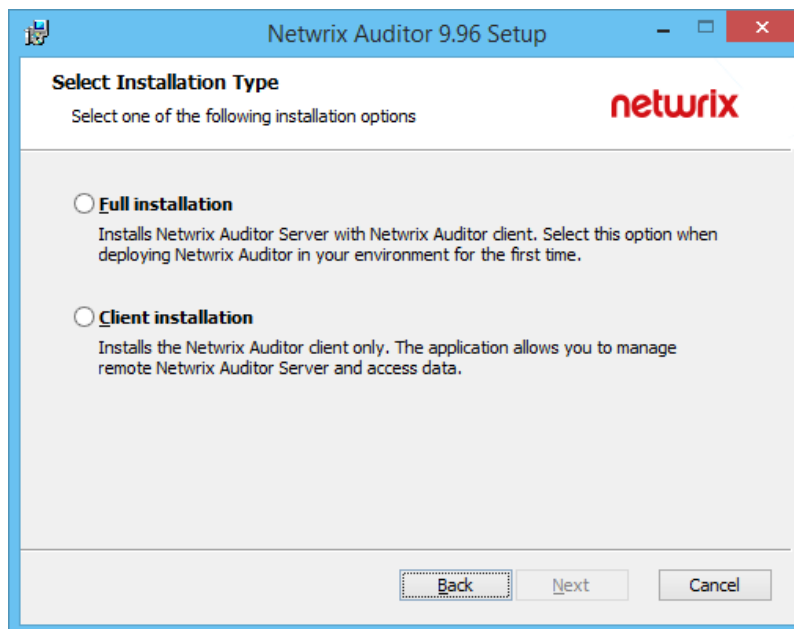 Netwrix Auditor 9.96 Setup
Select Installation Type
Select one of the following installation options
netwrix
Full installation
Installs Netwrix Auditor Server with Netwrix Auditor client. Select this option when
deploying Netwrix Auditor in your environment for the first time.
Client installation
Installs the Netwrix Auditor client only. The application allows you to manage
remote Netwrix Auditor Server and access data.
Back Next Cancel